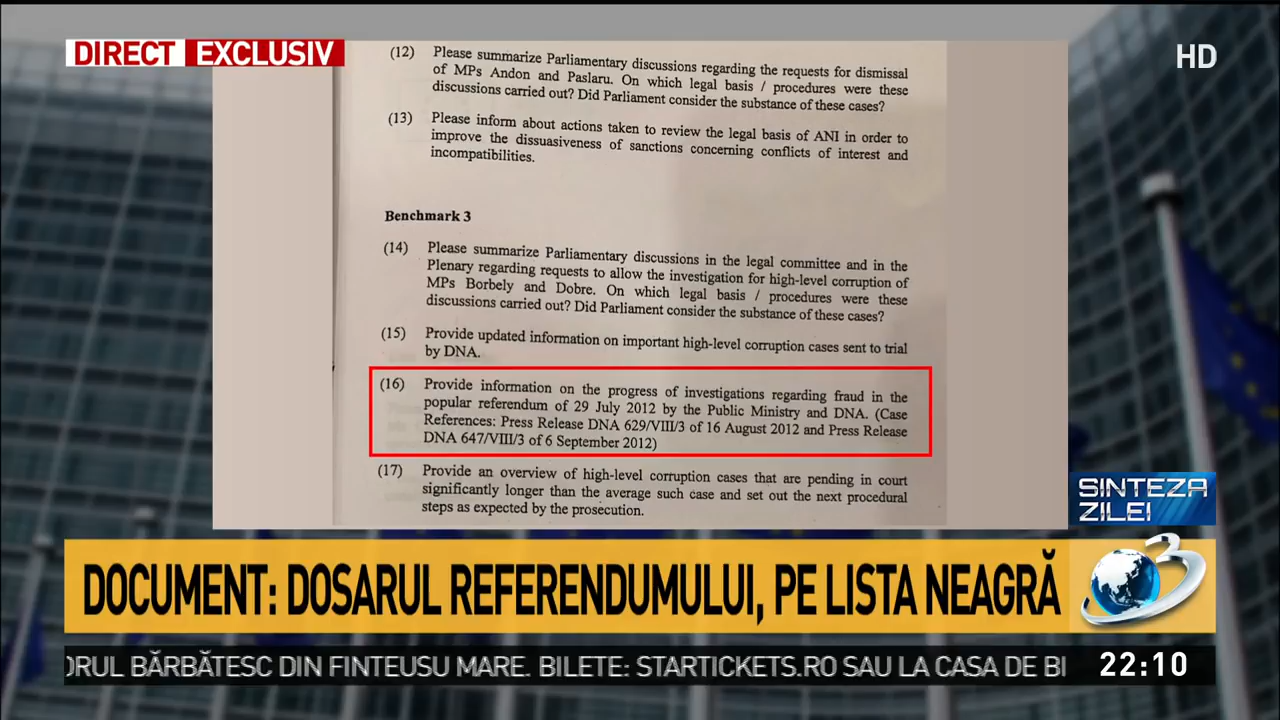 DIRECT EXCLUSIV
HD
(12) Please summarize Parliamentary discussions regarding the requests for dismissal
of MPs Andon and Paslaru. On which legal basis / procedures were these
discussions carried out? Did Parliament consider the substance of these cases?
(13) Please inform about actions taken to review the legal basis of ANI in order to
improve the dissuasiveness of sanctions concerning conflicts of interest and
incompatibilities.
Benchmark 3
(14) Please summarize Parliamentary discussions in the legal committee and in the
Plenary regarding requests to allow the investigation for high-level corruption of
MPs Borbely and Dobre. On which legal basis / procedures were these
discussions carried out? Did Parliament consider the substance of these cases?
(15) Provide updated information on important high-level corruption cases sent to trial
by DNA.
(16) Provide information on the progress of investigations regarding fraud in the
popular referendum of 29 July 2012 by the Public Ministry and DNA. (Case
References: Press Release DNA 629/VIII/3 of 16 August 2012 and Press Release
DNA 647/VIII/3 of 6 September 2012)
(17) Provide an overview of high-level corruption cases that are pending in court
significantly longer than the average such case and set out the next procedural
steps as expected by the prosecution.
SINTEZA
ZILEI
DOCUMENT: DOSARUL REFERENDUMULUI, PE LISTA NEAGRĂ
3
ORUL BĂRBĂTESC DIN FINTEUSU MARE. BILETE: STARTICKETS.RO SAU LA CASA DE BI
22:10